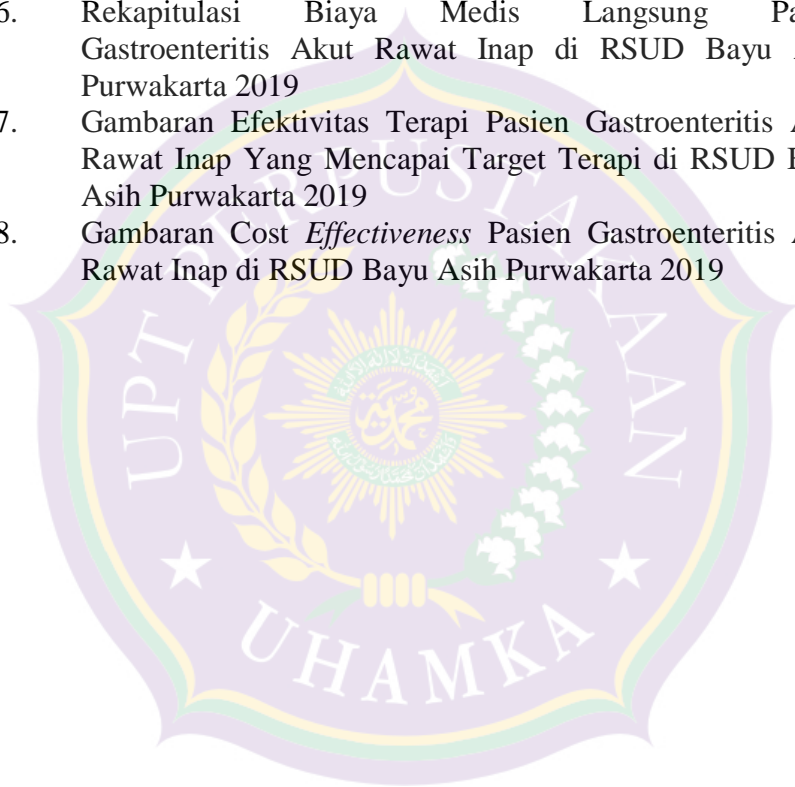 6. Rekapitulasi Biaya Medis Langsung Pa
Gastroenteritis Akut Rawat Inap di RSUD Bayu A
Purwakarta 2019
7. Gambaran Efektivitas Terapi Pasien Gastroenteritis A
Rawat Inap Yang Mencapai Target Terapi di RSUD B
Asih Purwakarta 2019
8. Gambaran Cost Effectiveness Pasien Gastroenteritis A
Rawat Inap di RSUD Bayu Asih Purwakarta 2019
UPT PERPUSTAKAAN
UHAMKA